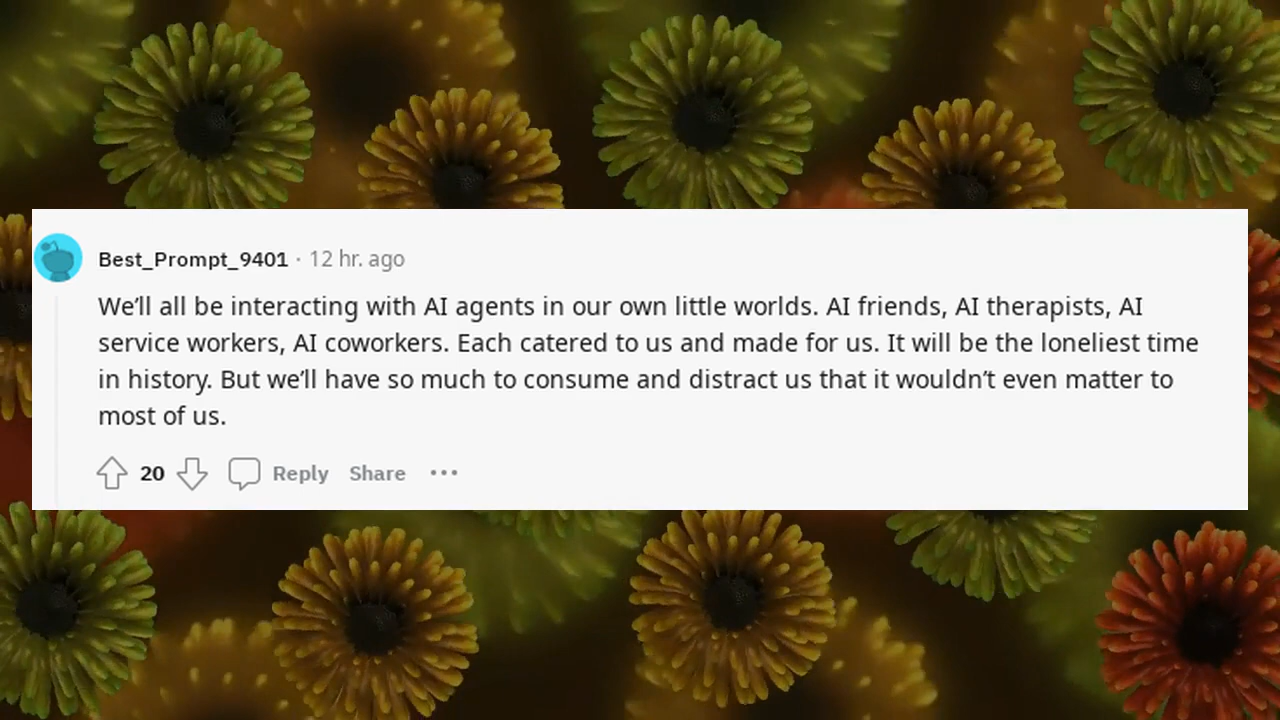 Best_Prompt_9401 · 12 hr. ago
We’ll all be interacting with AI agents in our own little worlds. AI friends, AI therapists, AI
service workers, AI coworkers. Each catered to us and made for us. It will be the loneliest time
in history. But we’ll have so much to consume and distract us that it wouldn’t even matter to
most of us.
20 Reply Share ···